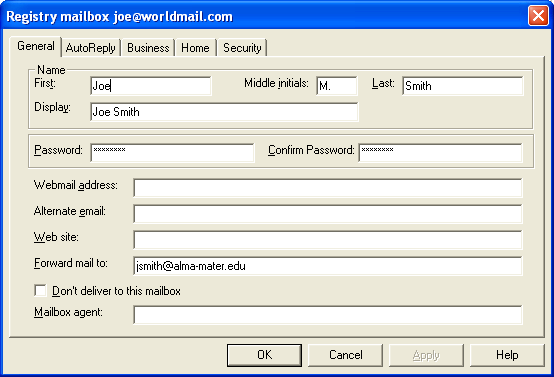 Registry mailbox joe@worldmail.com
General AutoReply Business Home Security
Name
First: Joe Middle initials: M. Last: Smith
Display: Joe Smith
Password: ******** Confirm Password: ********
Webmail address:
Alternate email:
Web site:
Forward mail to: jsmith@alma-mater.edu
Don't deliver to this mailbox
Mailbox agent:
OK Cancel Apply Help